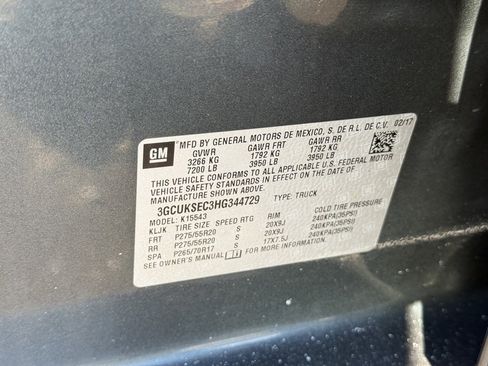 GM
MFD BY GENERAL MOTORS DE MEXICO, S. DE R.L. DE C.V. 02/17
GVWR GAWR FRT GAWR RR
3266 KG 1792 KG 1792 KG
7200 LB 3950 LB 3950 LB
THIS VEHICLE CONFORMS TO ALL APPLICABLE U.S. FEDERAL MOTOR
VEHICLE SAFETY STANDARDS IN EFFECT ON THE DATE OF
MANUFACTURE SHOWN ABOVE.
3GCUKSEC3HG344729 TYPE: TRUCK
MODEL: K15543
KLJK TIRE SIZE SPEED RTG RIM COLD TIRE PRESSURE
FRT P275/55R20 S 20X9J 240KPA(35PSI)
RR P275/55R20 S 20X9J 240KPA(35PSI)
SPA P265/70R17 S 17X7.5J 240KPA(35PSI)
SEE OWNER'S MANUAL FOR MORE INFORMATION.